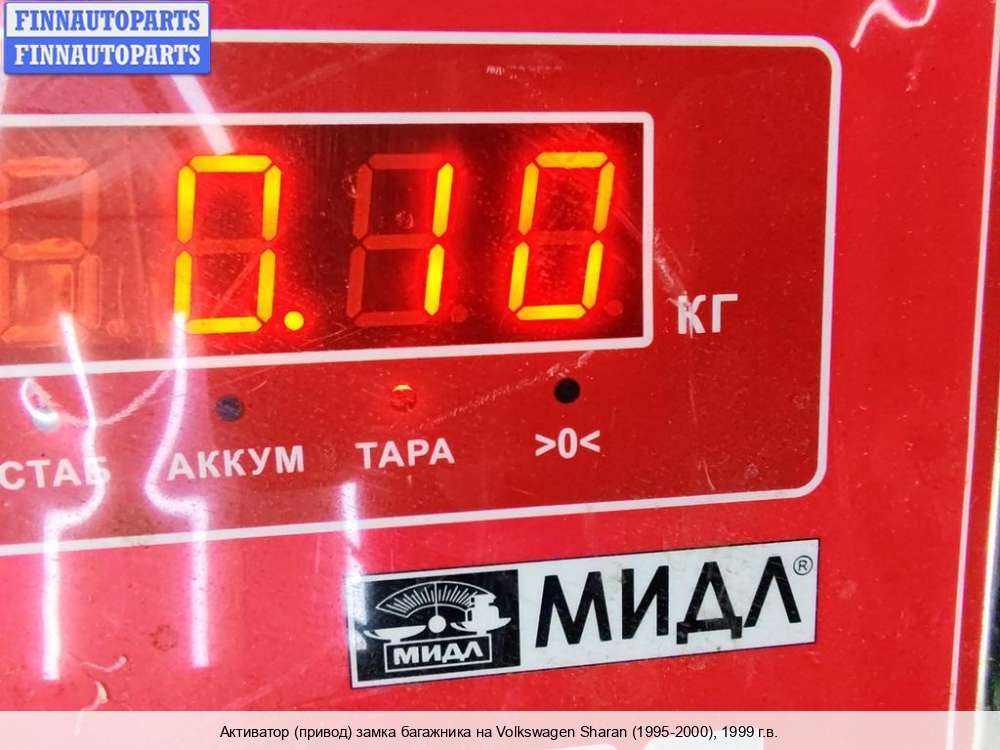 FINNAUTOPARTS
FINNAUTOPARTS
0.10
КГ
СТАБ АККУМ ТАРА >0<
МИДЛ МИДЛ®
Активатор (привод) замка багажника на Volkswagen Sharan (1995-2000), 1999 г.в.